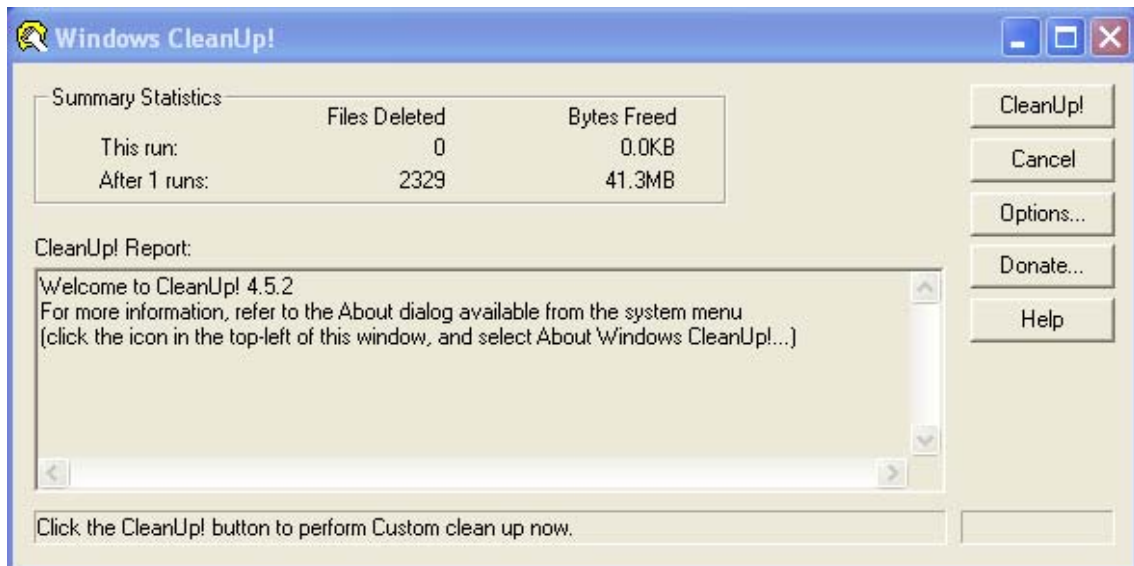 Windows CleanUp!
Summary Statistics
Files Deleted Bytes Freed
This run: 0 0.0KB
After 1 runs: 2329 41.3MB
CleanUp!
Cancel
Options...
Donate...
Help
CleanUp! Report:
Welcome to CleanUp! 4.5.2
For more information, refer to the About dialog available from the system menu
(click the icon in the top-left of this window, and select About Windows CleanUp!...)
Click the CleanUp! button to perform Custom clean up now.